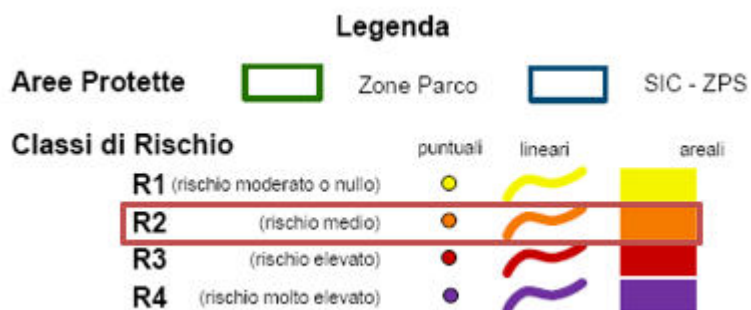 Legenda
Aree Protette Zone Parco SIC - ZPS
Classi di Rischio puntuali lineari areali
R1 (rischio moderato o nullo)
R2 (rischio medio)
R3 (rischio elevato)
R4 (rischio molto elevato)